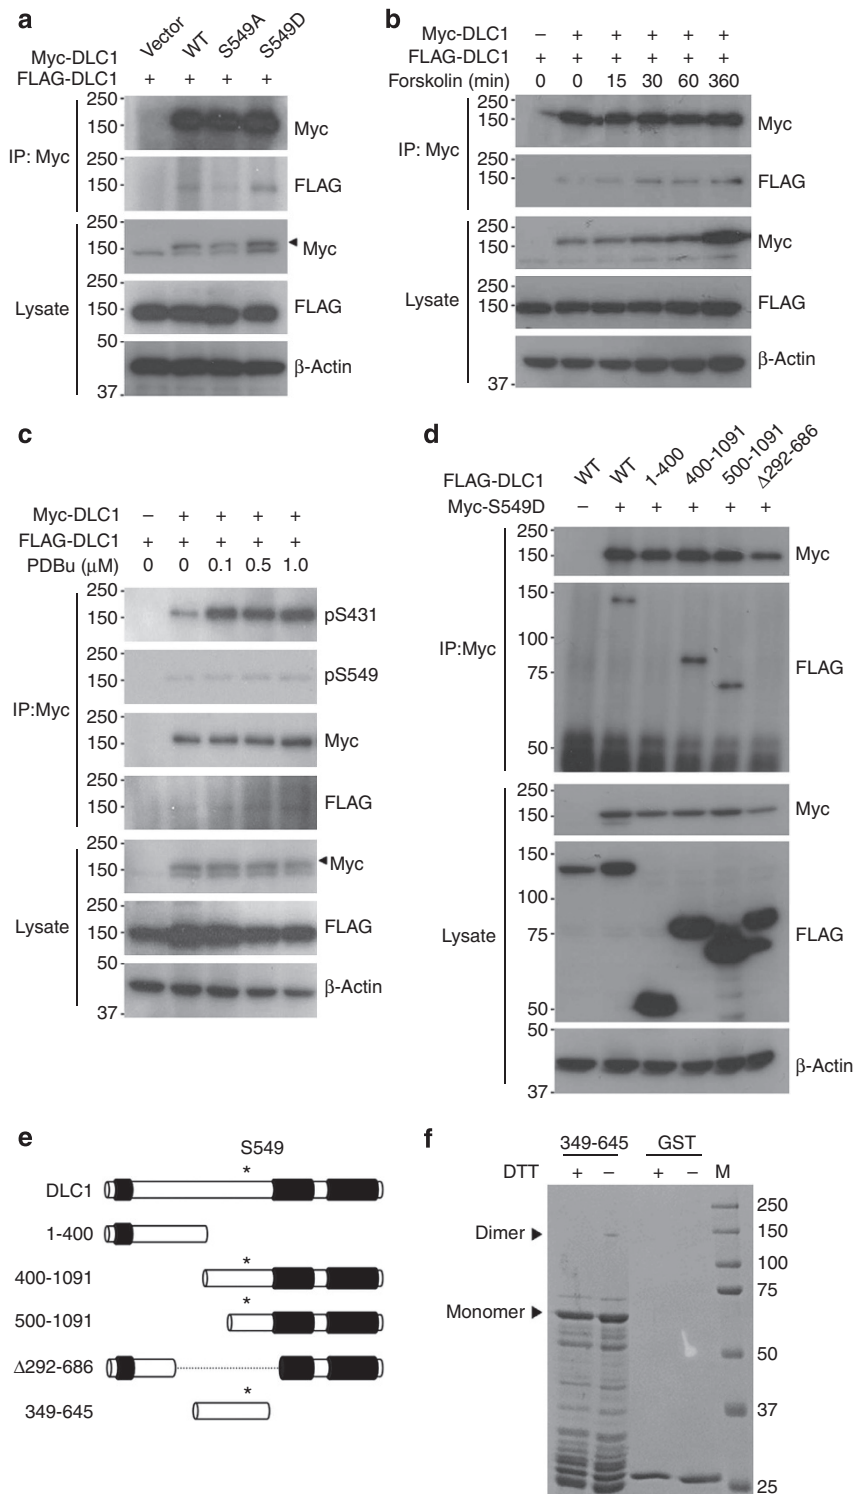 a
Vector WT S549A S549D
Myc-DLC1
FLAG-DLC1 + + + +
IP: Myc
250
150
Myc
250
150
FLAG
Lysate
250
150
Myc
250
150
FLAG
50
37
β-Actin
b
Myc-DLC1 – + + + + +
FLAG-DLC1 + + + + + +
Forskolin (min) 0 0 15 30 60 360
IP: Myc
250
150
Myc
250
150
FLAG
Lysate
250
150
Myc
250
150
FLAG
37
β-Actin
c
Myc-DLC1 – + + + +
FLAG-DLC1 + + + + +
PDBu (μM) 0 0 0.1 0.5 1.0
IP:Myc
250
150
pS431
250
150
pS549
250
150
Myc
250
150
FLAG
Lysate
250
150
Myc
250
150
FLAG
50
37
β-Actin
d
FLAG-DLC1 WT WT 1-400 400-1091 500-1091 Δ292-686
Myc-S549D – + + + + +
IP:Myc
250
150
Myc
150
100
75
50
FLAG
Lysate
250
150
Myc
150
100
75
50
FLAG
50
37
β-Actin
e
S549
*
DLC1
1-400
*
400-1091
*
500-1091
Δ292-686
*
349-645
f
349-645 GST
DTT + – + – M
Dimer
Monomer
250
150
100
75
50
37
25